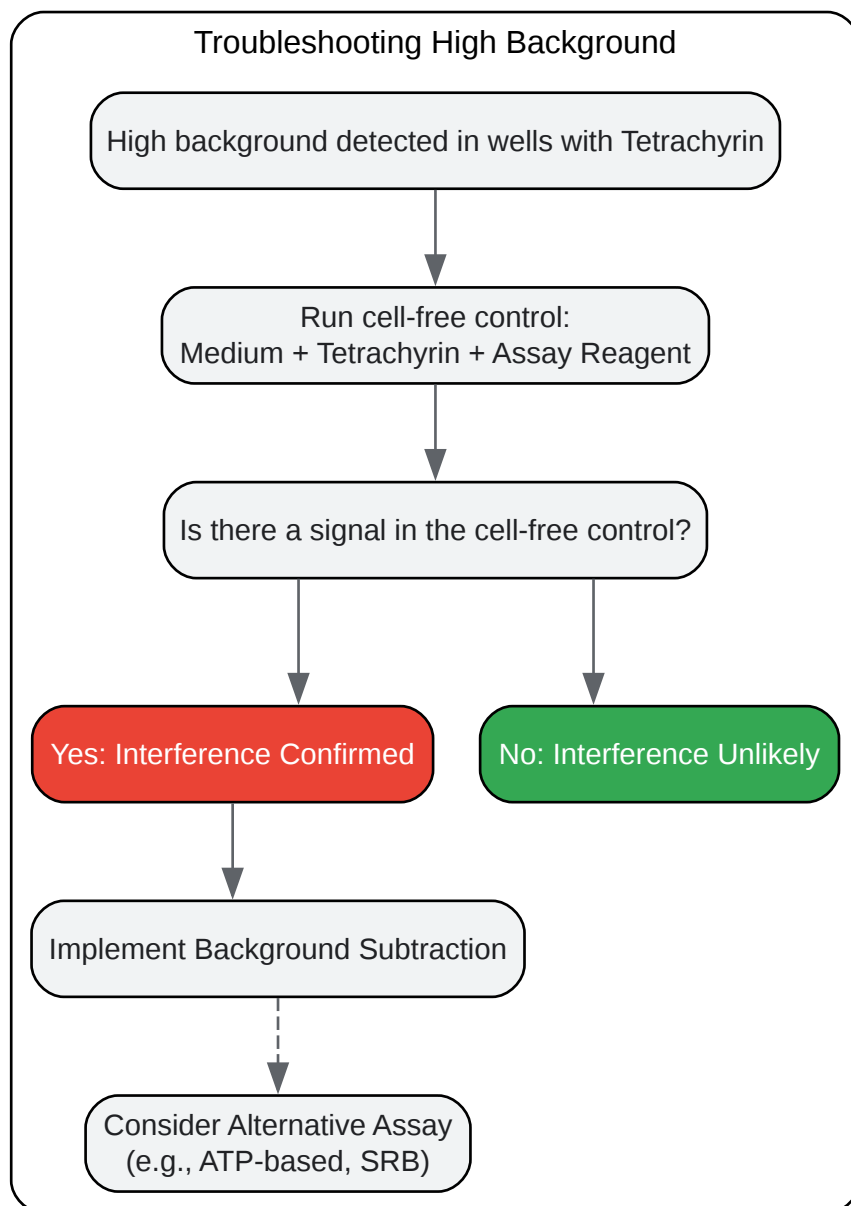 Troubleshooting High Background
High background detected in wells with Tetrachyrin
Run cell-free control:
Medium + Tetrachyrin + Assay Reagent
Is there a signal in the cell-free control?
Yes: Interference Confirmed
No: Interference Unlikely
Implement Background Subtraction
Consider Alternative Assay
(e.g., ATP-based, SRB)